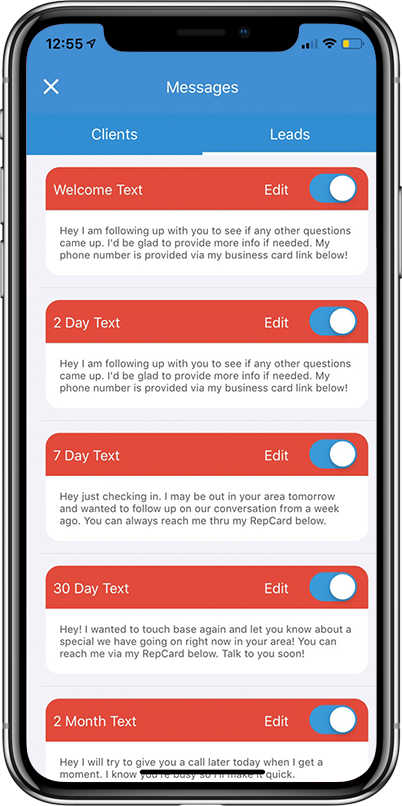 12:55
Messages
Clients Leads
Welcome Text Edit
Hey I am following up with you to see if any other questions
came up. I'd be glad to provide more info if needed. My
phone number is provided via my business card link below!
2 Day Text Edit
Hey I am following up with you to see if any other questions
came up. I'd be glad to provide more info if needed. My
phone number is provided via my business card link below!
7 Day Text Edit
Hey just checking in. I may be out in your area tomorrow
and wanted to follow up on our conversation from a week
ago. You can always reach me thru my RepCard below.
30 Day Text Edit
Hey! I wanted to touch base again and let you know about a
special we have going on right now in your area! You can
reach me via my RepCard below. Talk to you soon!
2 Month Text Edit
Hey I will try to give you a call later today when I get a
moment. I know you're busy so I'll make it quick.